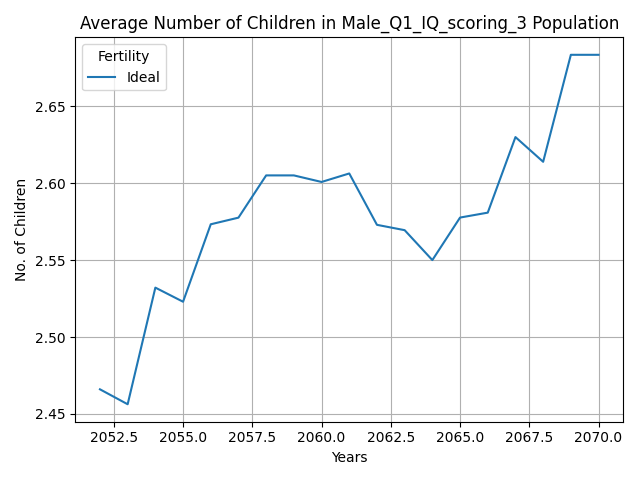 Average Number of Children in Male_Q1_IQ_scoring_3 Population
Fertility
Ideal
No. of Children
2.65
2.60
2.55
2.50
2.45
2052.5 2055.0 2057.5 2060.0 2062.5 2065.0 2067.5 2070.0
Years